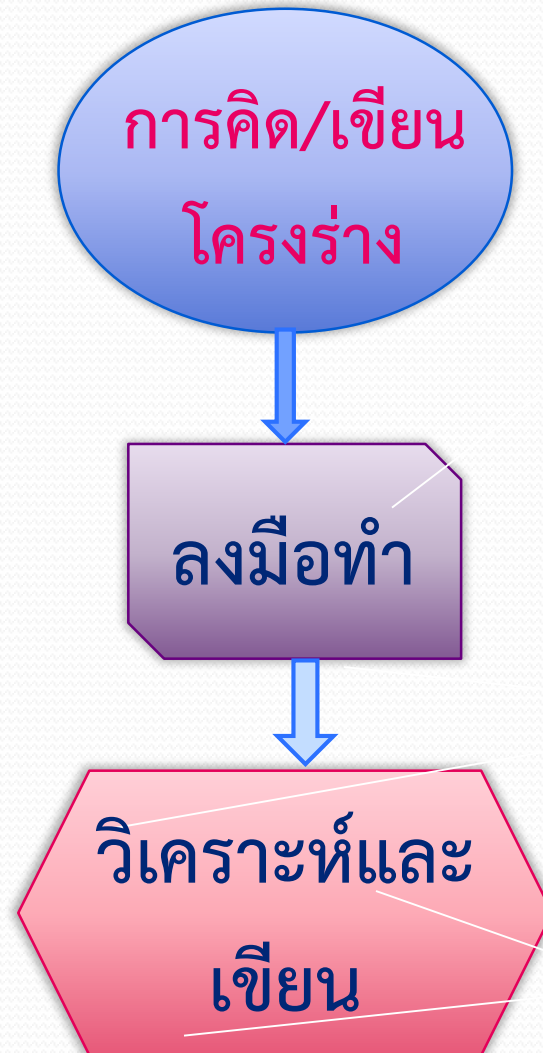 การคิด/เขียน
โครงร่าง
ลงมือทำ
วิเคราะห์และ
เขียน